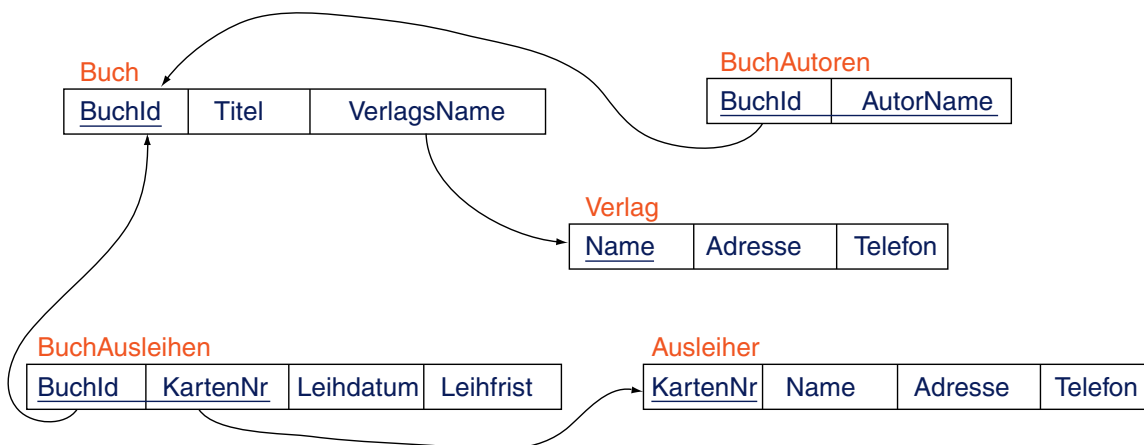 Buch
BuchId Titel VerlagsName
BuchAutoren
BuchId AutorName
Verlag
Name Adresse Telefon
BuchAusleihen
BuchId KartenNr Leihdatum Leihfrist
Ausleiher
KartenNr Name Adresse Telefon